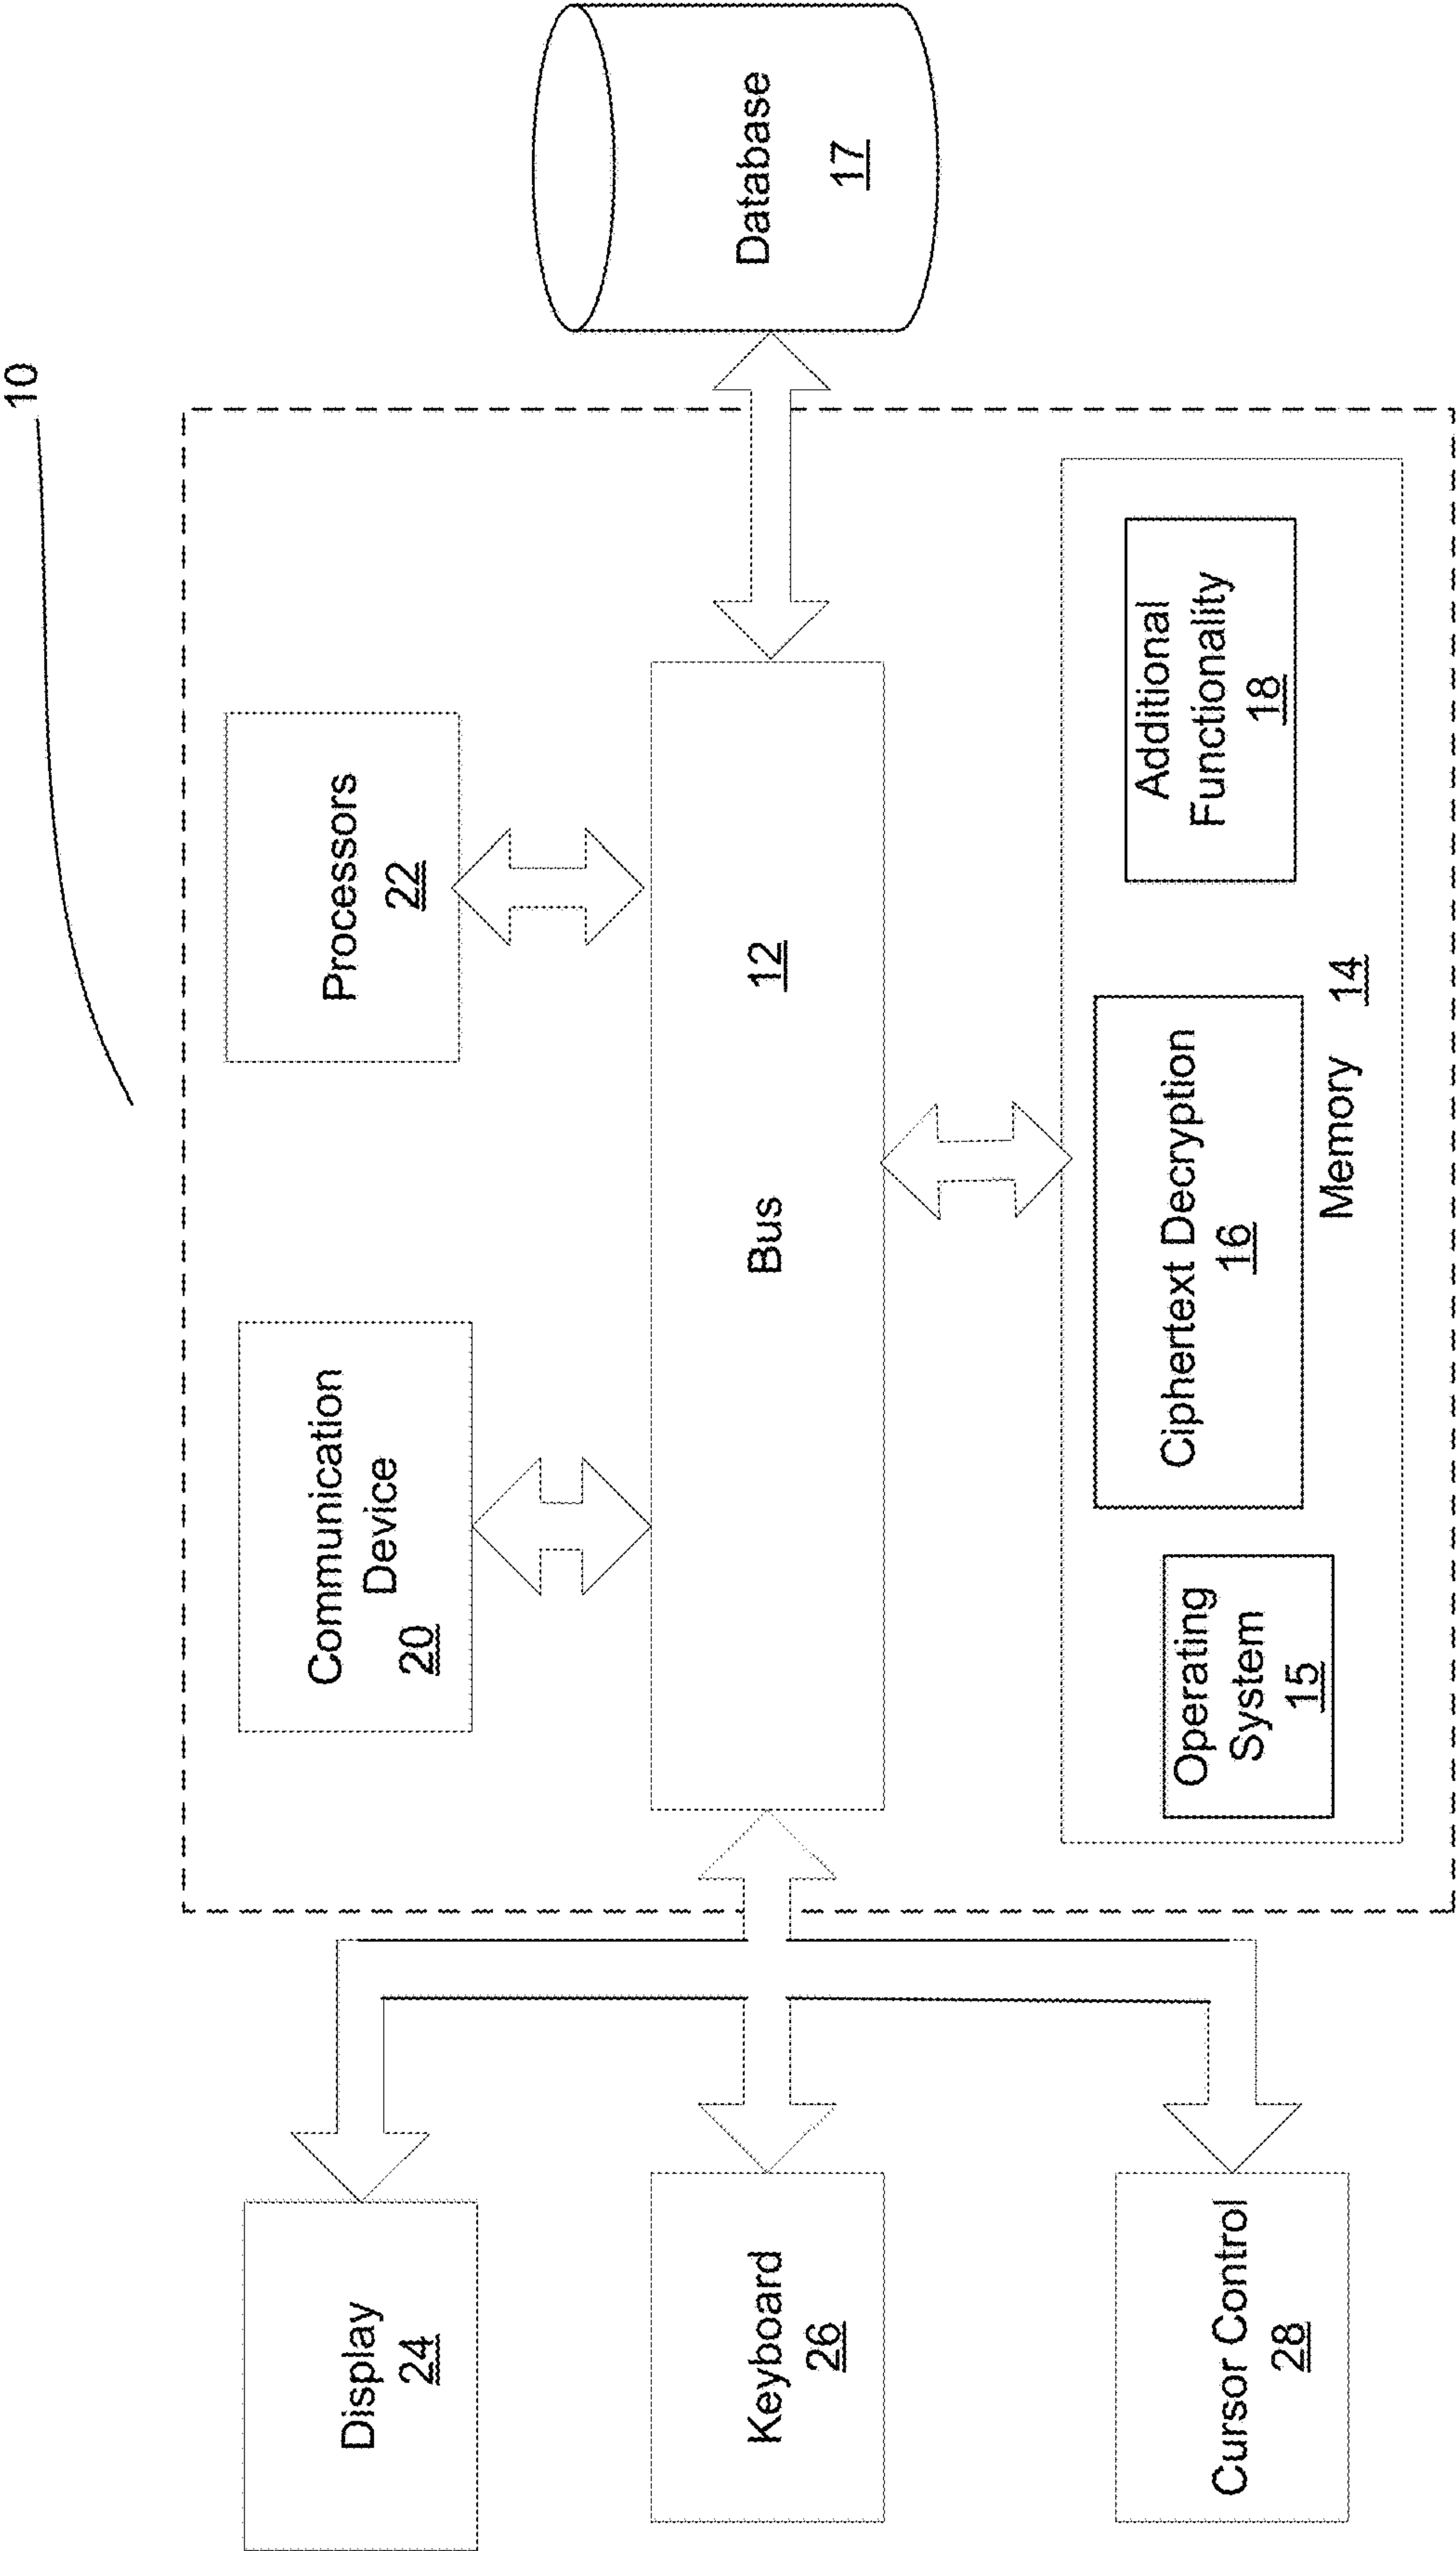 10
Communication
Device
20
Processors
22
Display
24
Keyboard
26
Bus 12
Database
17
Cursor Control
28
Operating
System
15
Ciphertext Decryption
16
Additional
Functionality
18
Memory 14